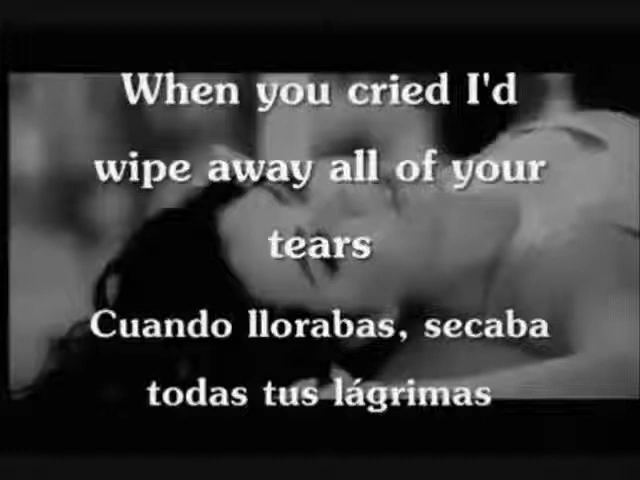 When you cried I'd
wipe away all of your
tears
Cuando llorabas, secaba
todas tus lágrimas